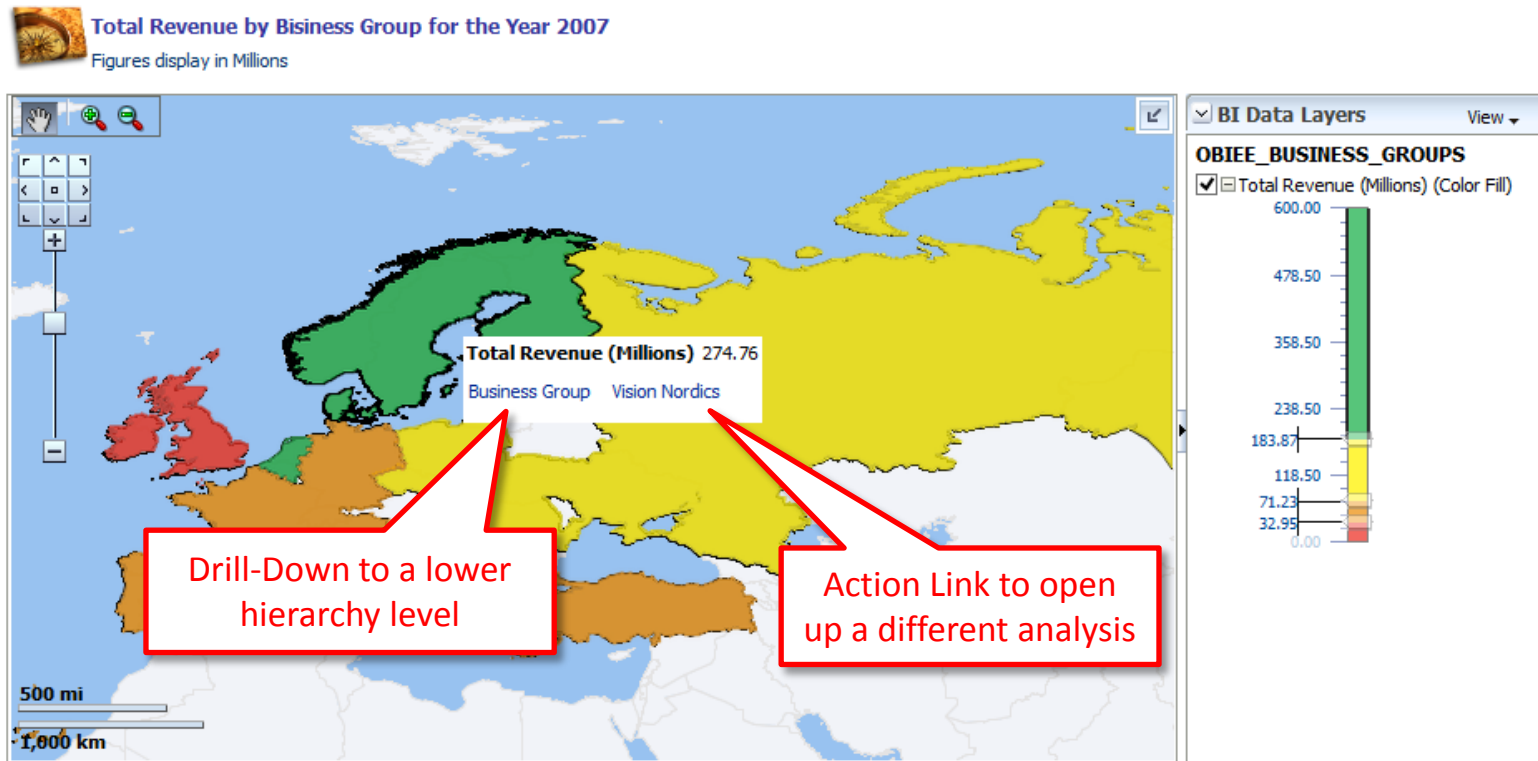 Total Revenue by Bisiness Group for the Year 2007
Figures display in Millions
BI Data Layers View
OBIEE_BUSINESS_GROUPS
Total Revenue (Millions) (Color Fill)
600.00
478.50
358.50
238.50
183.87
118.50
71.23
32.95
0.00
Total Revenue (Millions) 274.76
Business Group Vision Nordics
Drill-Down to a lower
hierarchy level
Action Link to open
up a different analysis
500 mi
1,000 km